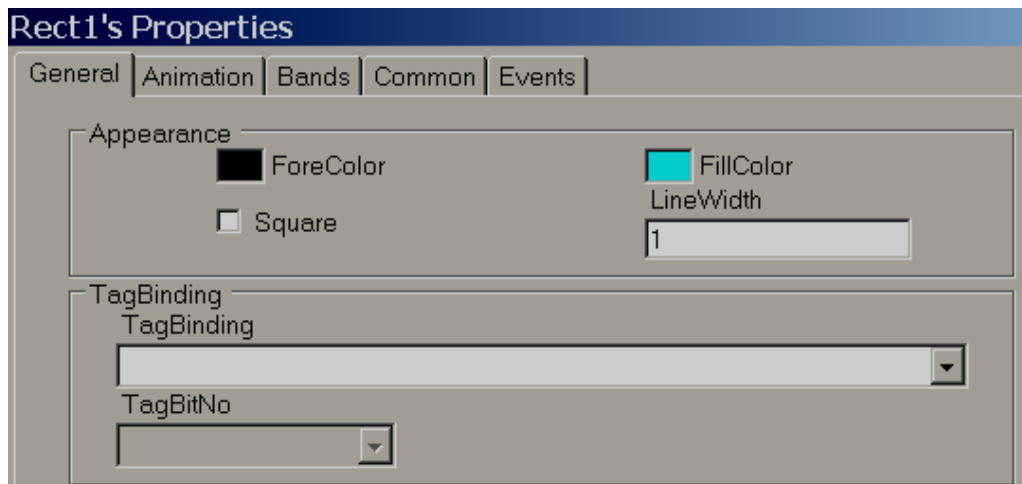 Rect1's Properties
General Animation Bands Common Events
Appearance
ForeColor FillColor
LineWidth
Square
1
TagBinding
TagBinding
TagBitNo